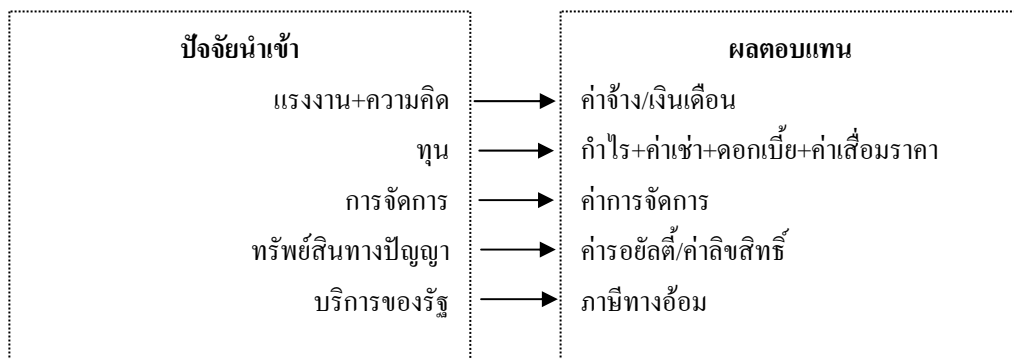 ปัจจัยนำเข้า ผลตอบแทน
แรงงาน+ความคิด ค่าจ้าง/เงินเดือน
ทุน กำไร+ค่าเช่า+ดอกเบี้ย+ค่าเสื่อมราคา
การจัดการ ค่าการจัดการ
ทรัพย์สินทางปัญญา ค่ารอยัลตี้/ค่าลิขสิทธิ์
บริการของรัฐ ภาษีทางอ้อม